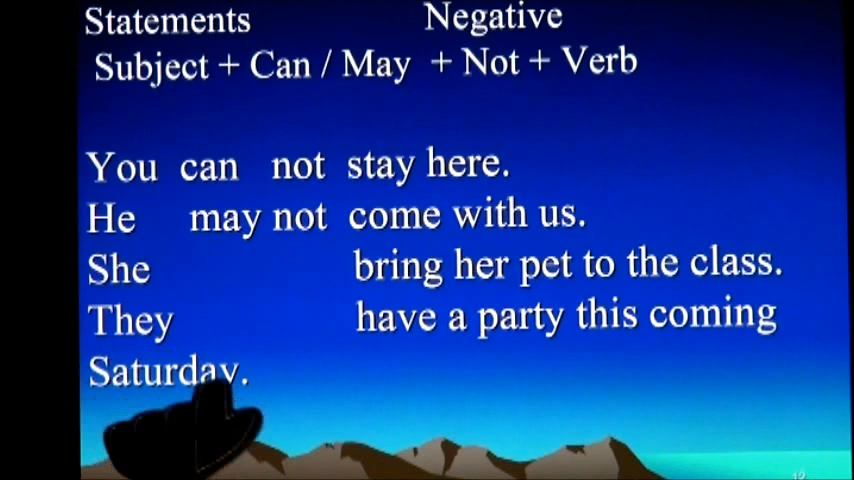 Statements Negative
Subject + Can / May + Not + Verb
You can not stay here.
He may not come with us.
She bring her pet to the class.
They have a party this coming
Saturday.
12